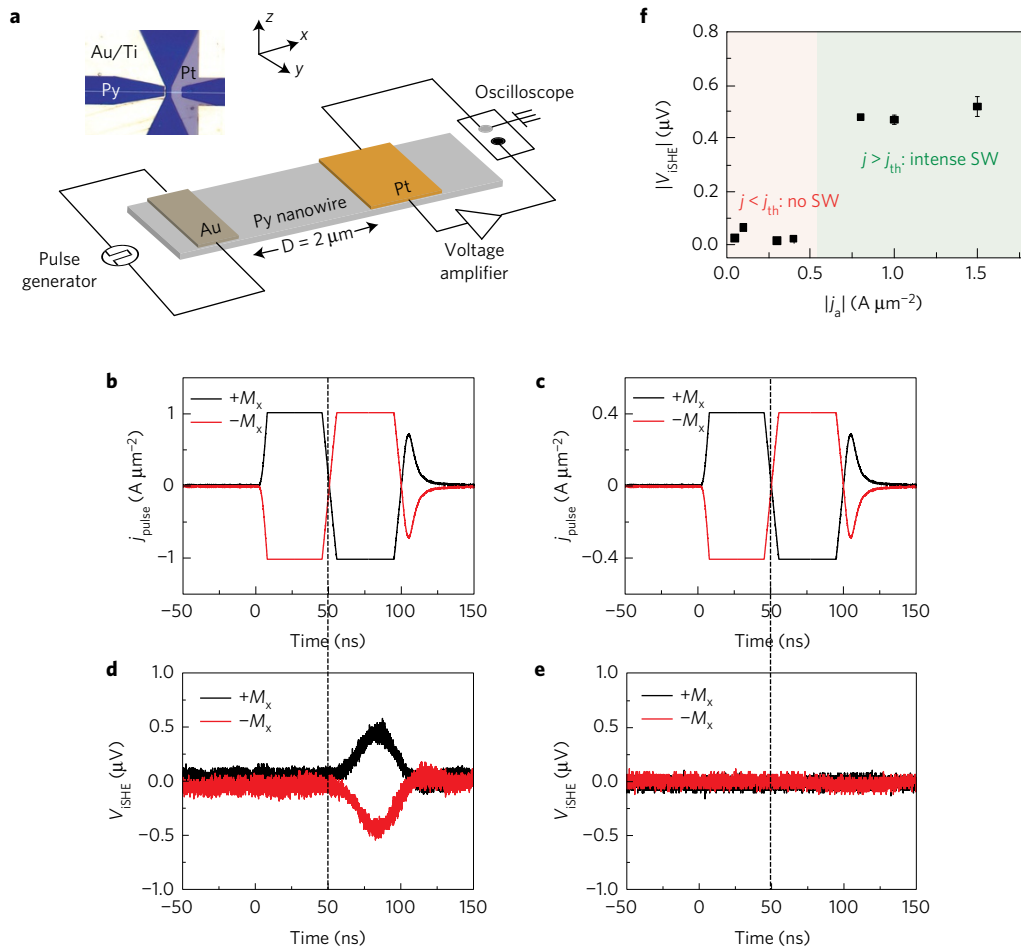 a
Au/Ti
Pt
Py
z
x
y
Oscilloscope
Pt
Py nanowire
Au
D = 2 μm
Pulse
generator
Voltage
amplifier
f
|V_iSHE| (μV)
0.8
0.6
0.4
0.2
0.0
j > j_th: intense SW
j < j_th: no SW
0.0 0.5 1.0 1.5
|j_a| (A μm⁻²)
b
+M_x
−M_x
j_pulse (A μm⁻²)
1
0
−1
−50 0 50 100 150
Time (ns)
c
+M_x
−M_x
j_pulse (A μm⁻²)
0.4
0
−0.4
−50 0 50 100 150
Time (ns)
d
+M_x
−M_x
V_iSHE (μV)
1.0
0.5
0.0
−0.5
−1.0
−50 0 50 100 150
Time (ns)
e
+M_x
−M_x
V_iSHE (μV)
1.0
0.5
0.0
−0.5
−1.0
−50 0 50 100 150
Time (ns)